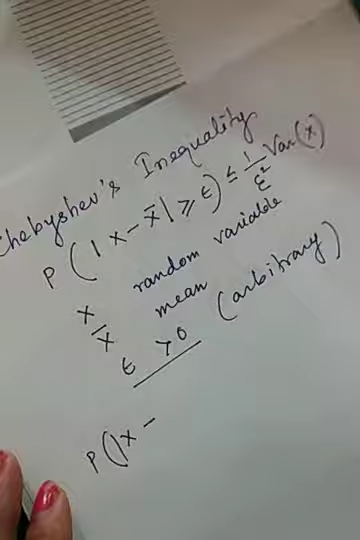 Chebyshev's Inequality
P(|x-x̄|≥ϵ) ≤ 1/ϵ² Var(x)
x random variable
x̄ mean
ϵ >0 (arbitrary)
P(|x-